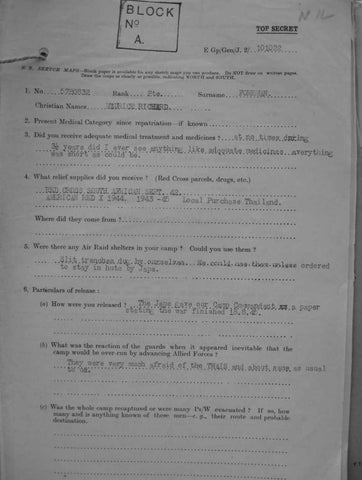 N 1L
BLOCK
No
A.
TOP SECRET
E Gp/Gen/J. 2/
N.B. SKETCH MAPS—Blank paper is available for any sketch maps you can produce. Do NOT draw on written pages.
Draw the maps as clearly as possible, indicating NORTH and SOUTH.
1. No. Rank Pte. Surname
Christian Names RICHARD.
2. Present Medical Category since repatriation—if known
3. Did you receive adequate medical treatment and medicines? at no times during
3½ years did I ever see anything like adequate medicines. everything
was short as could be.
4. What relief supplies did you receive? (Red Cross parcels, drugs, etc.)
RED CROSS SOUTH AFRICAN SEPT. 42.
AMERICAN RED X 1944. 1943-45 Local Purchase Thailand.
Where did they come from?
5. Were there any Air Raid shelters in your camp? Could you use them?
Slit trenches dug by ourselves. We could use them unless ordered
to stay in huts by Japs.
6. Particulars of release:
(a) How were you released? The Japs gave our Camp Commandant a paper
stating the war finished
(b) What was the reaction of the guards when it appeared inevitable that the
camp would be over-run by advancing Allied Forces?
They were very much afraid of the THAIS and about same as usual
to us.
(c) Was the whole camp recaptured or were many Ps/W evacuated? If so, how
many and is anything known of these men—e.g., their route and probable
destination.